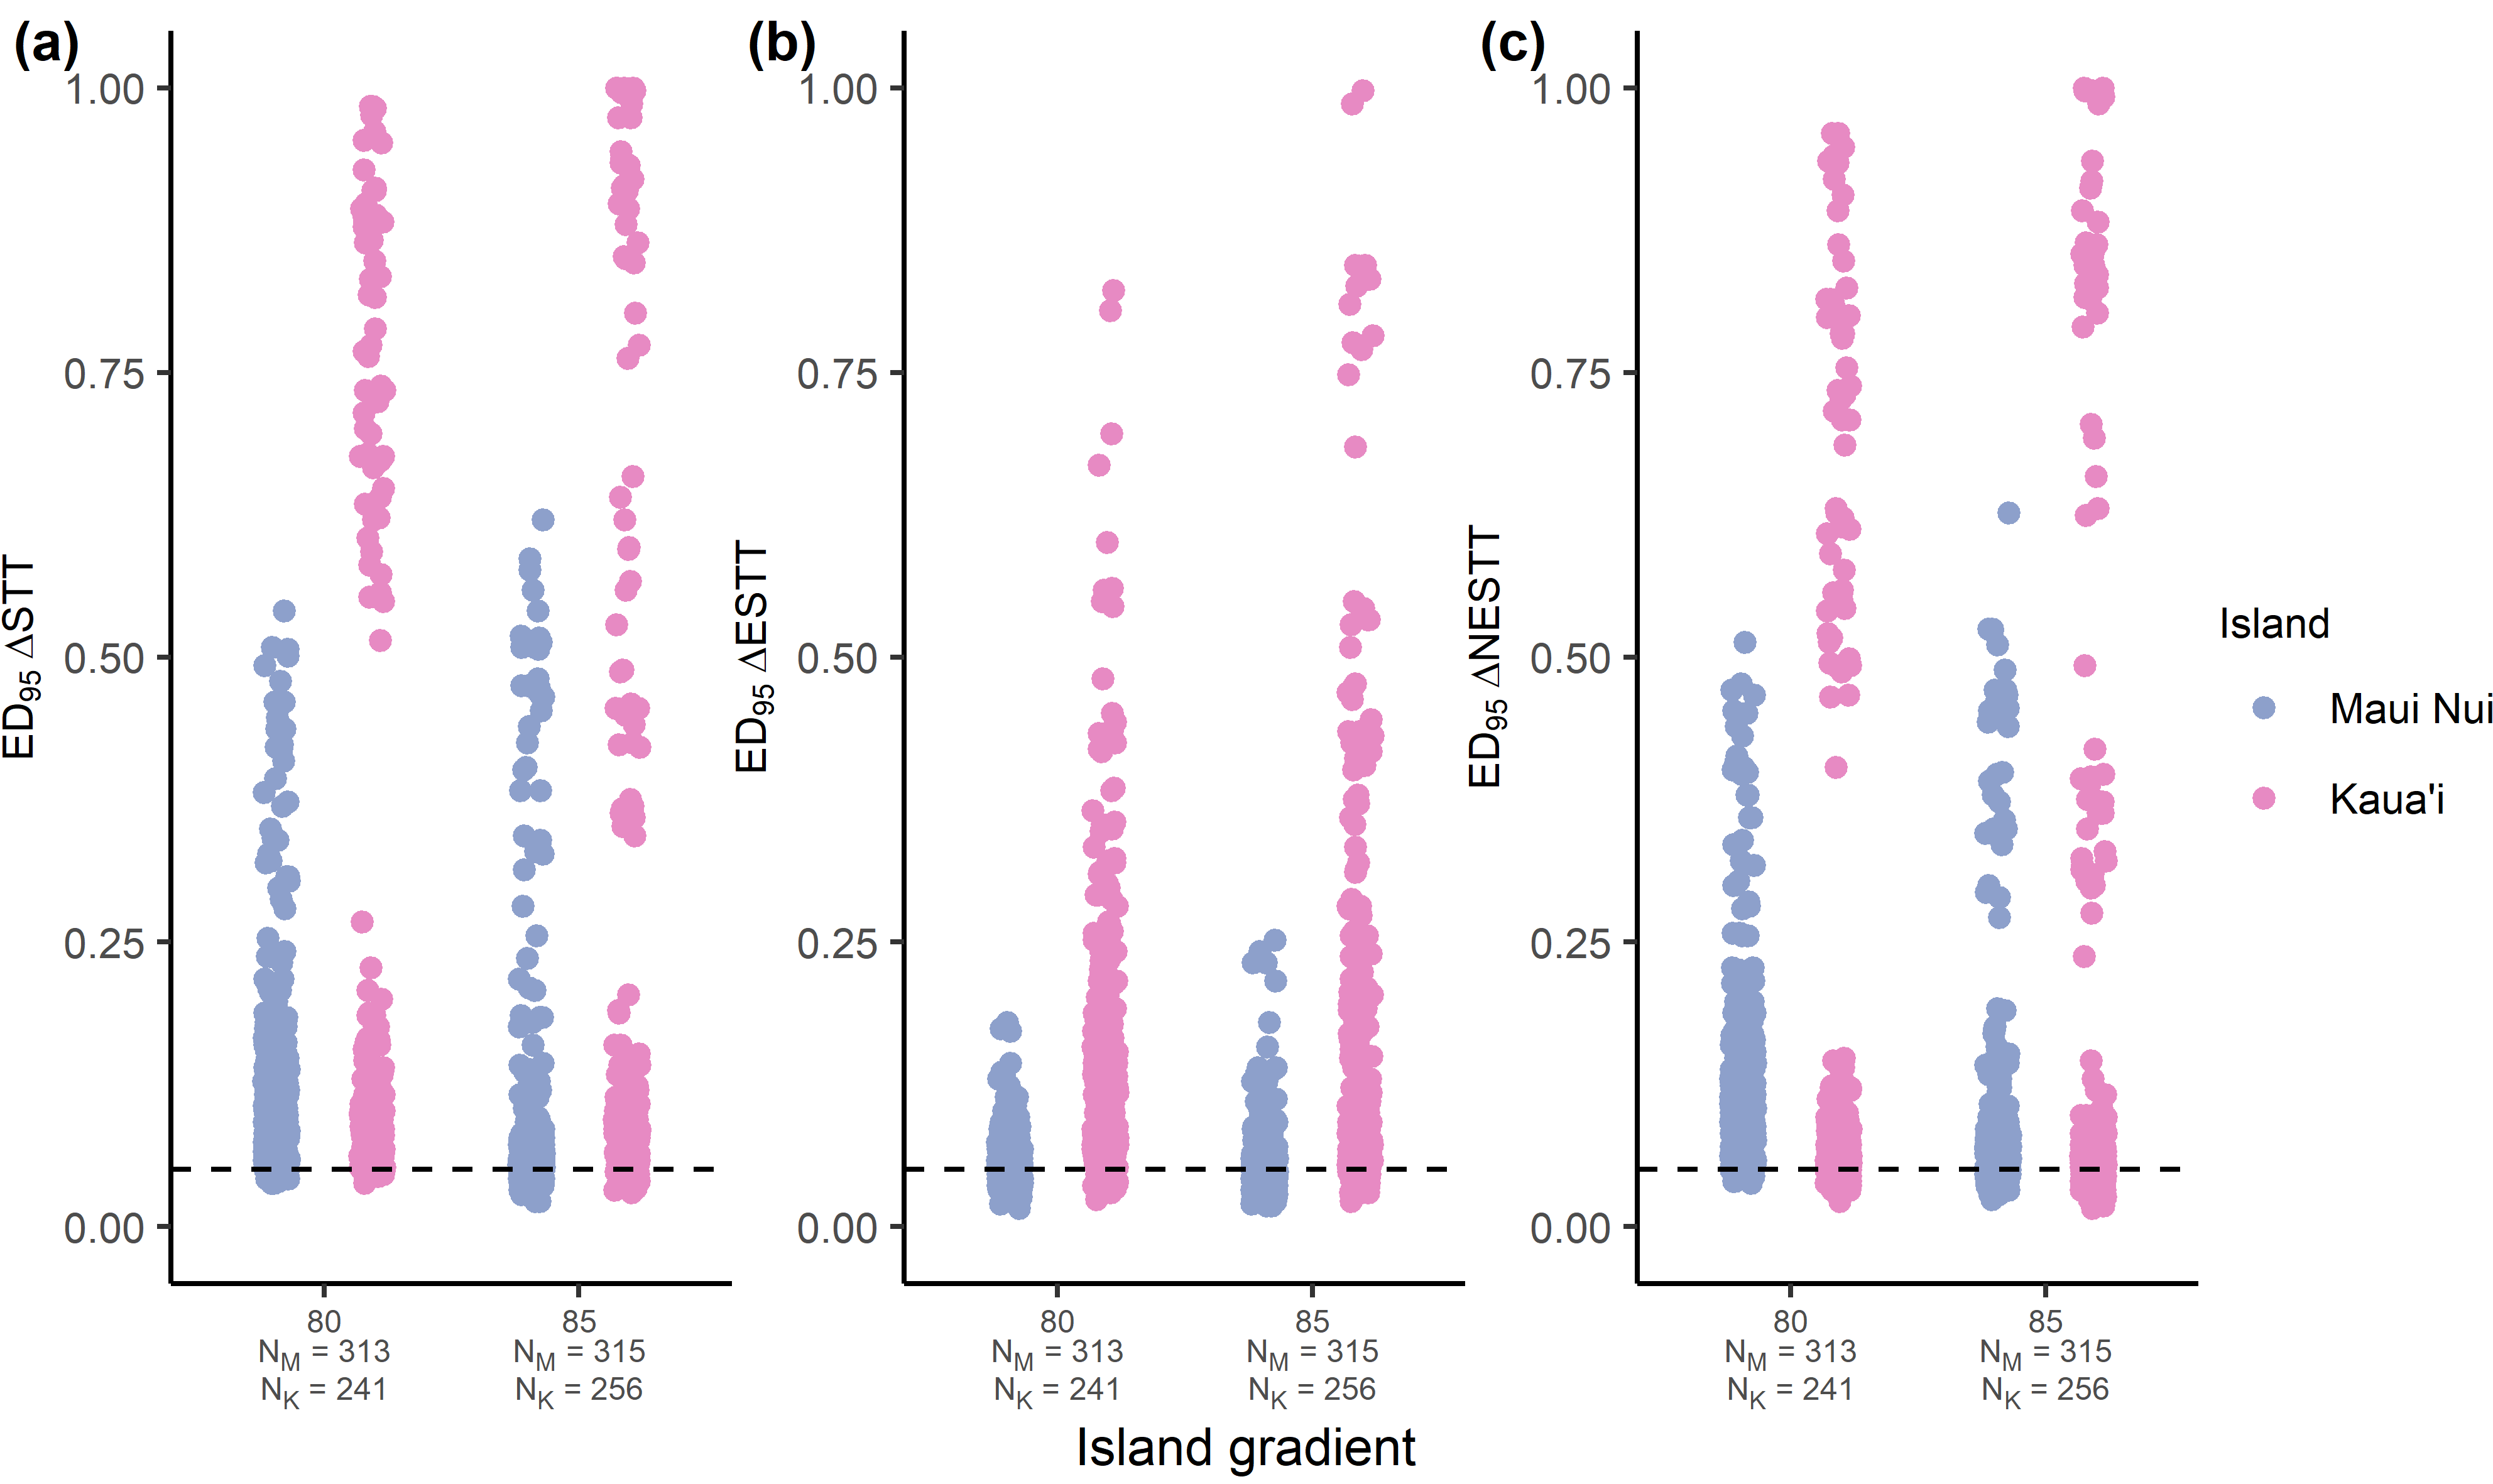 (a)
ED95 ΔSTT
1.00
0.75
0.50
0.25
0.00
80
NM = 313
NK = 241
85
NM = 315
NK = 256
(b)
ED95 ΔESTT
1.00
0.75
0.50
0.25
0.00
80
NM = 313
NK = 241
85
NM = 315
NK = 256
(c)
ED95 ΔNESTT
1.00
0.75
0.50
0.25
0.00
80
NM = 313
NK = 241
85
NM = 315
NK = 256
Island gradient
Island
Maui Nui
Kaua'i